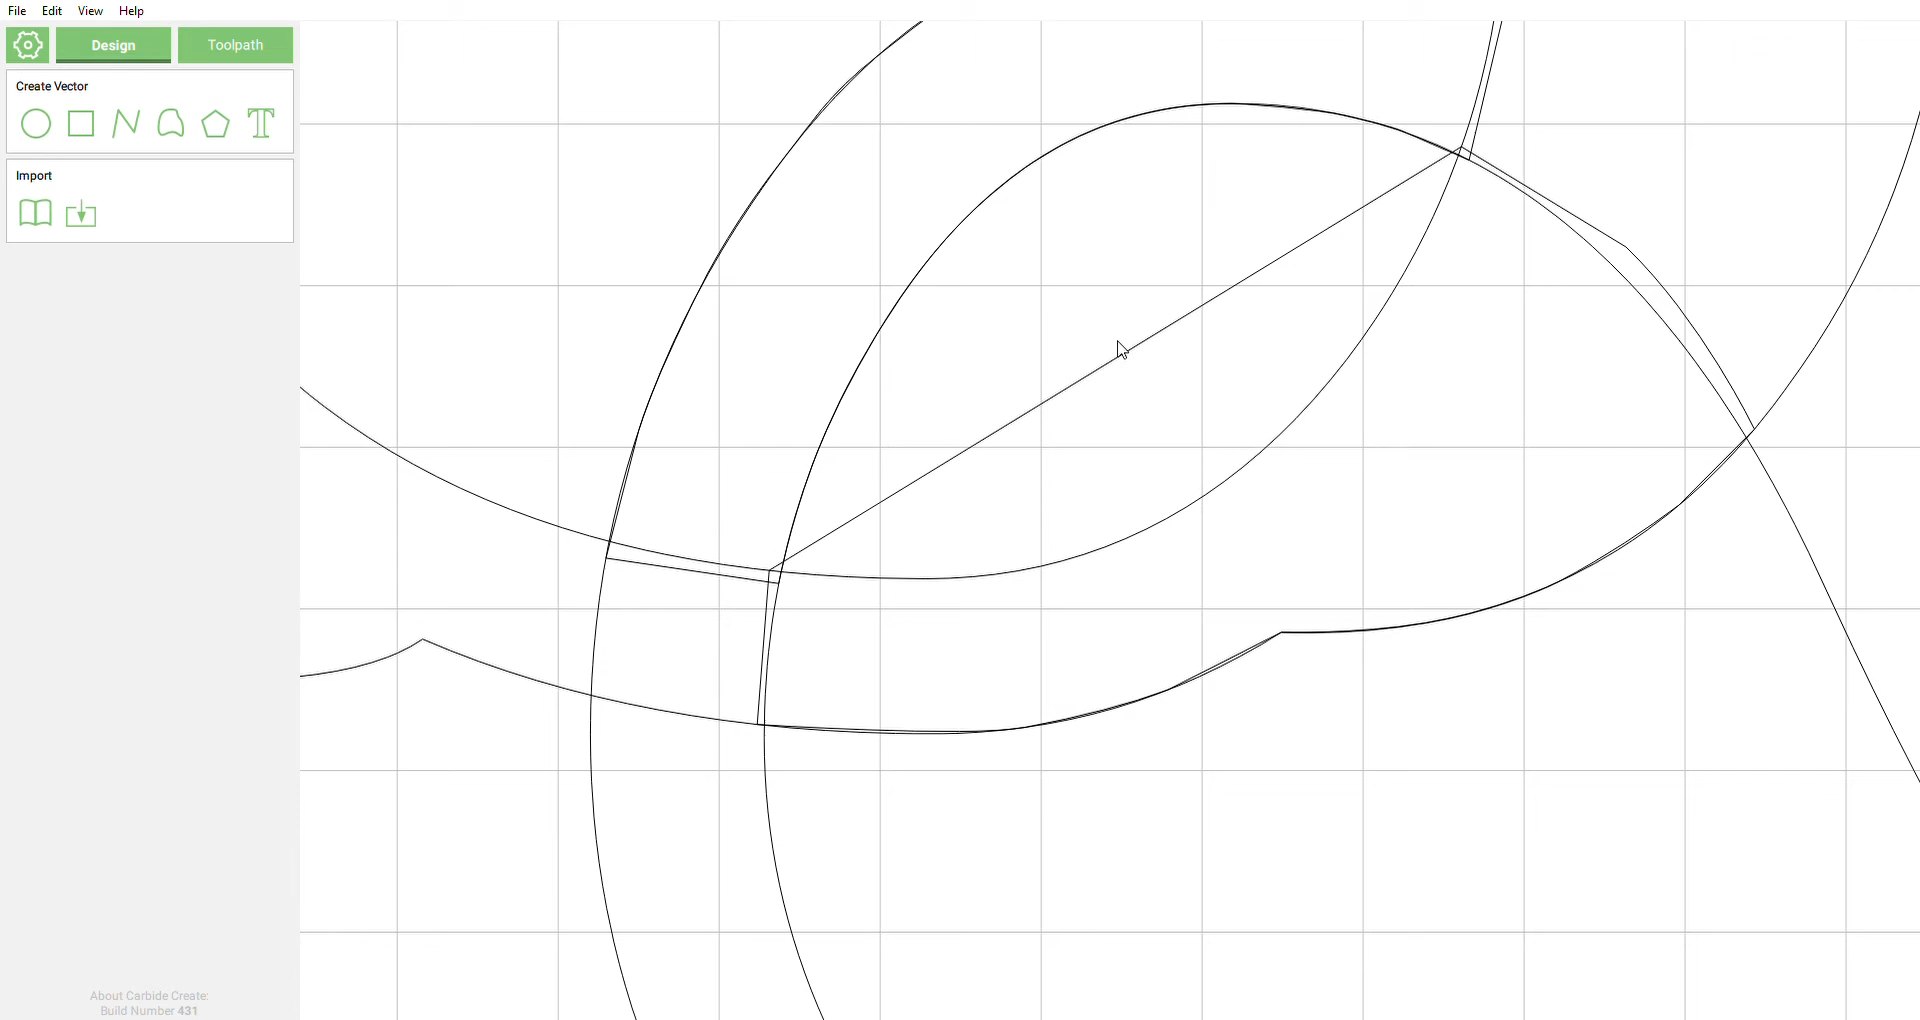 File Edit View Help
Design Toolpath
Create Vector
Import
About Carbide Create:
Build Number 431